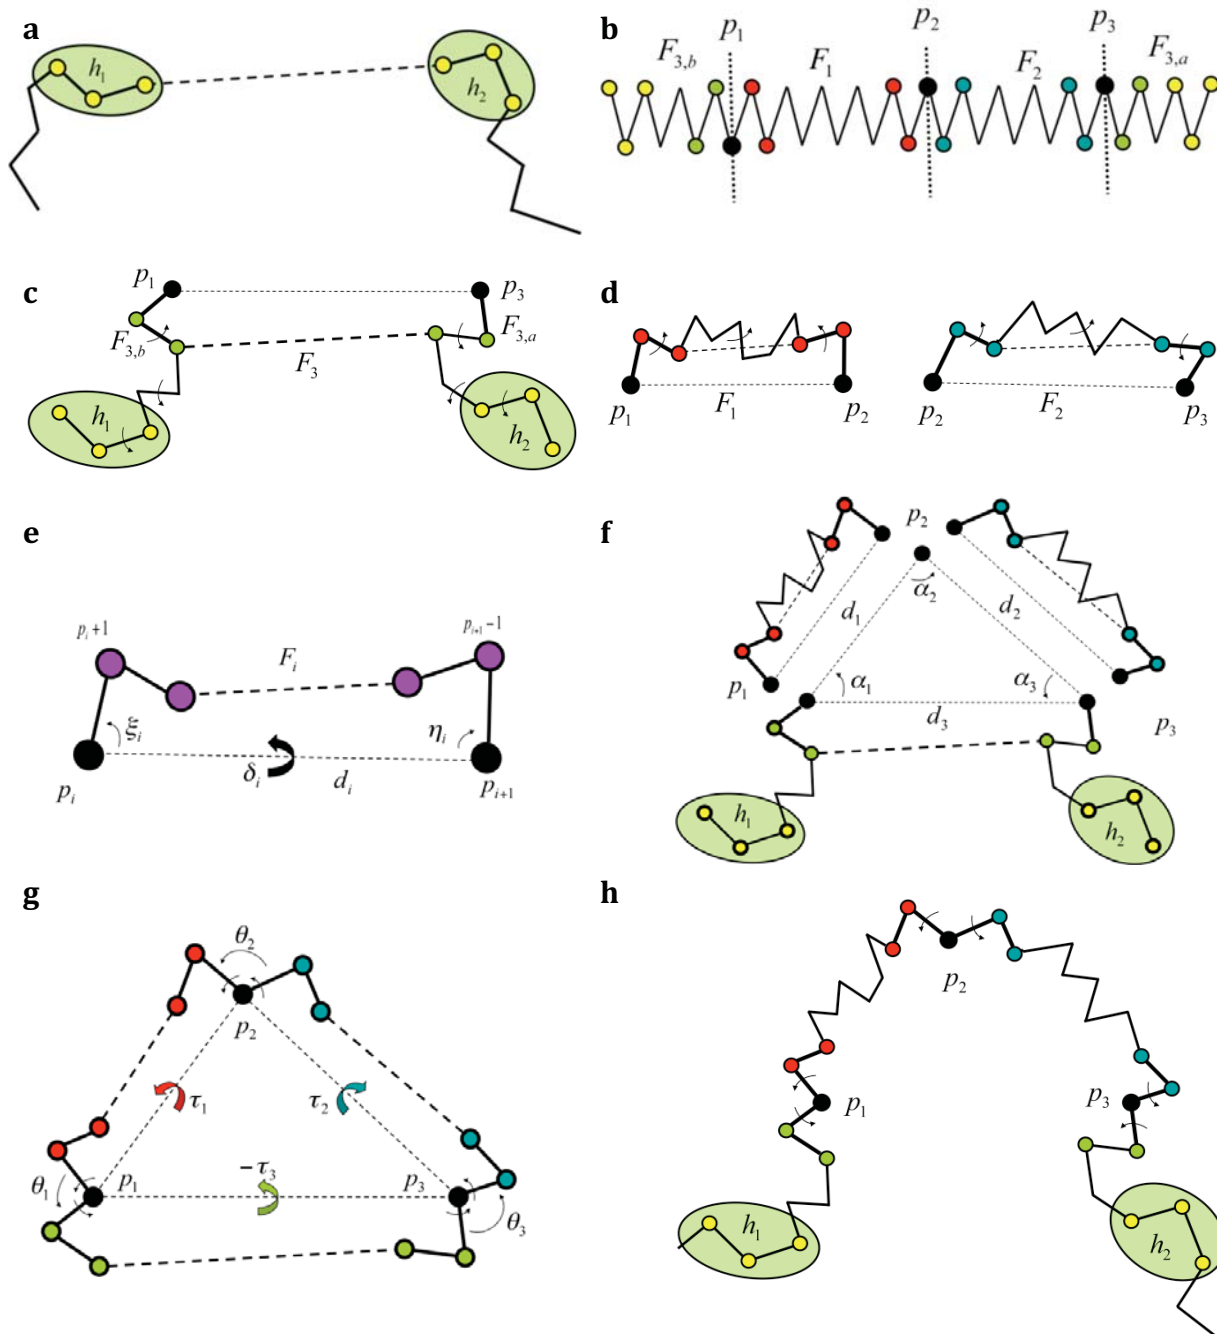 a
h₁
h₂
b
p₁ p₂ p₃
F₃,b F₁ F₂ F₃,a
c
p₁ p₃
F₃,b F₃,a
F₃
h₁ h₂
d
p₁ F₁ p₂ p₂ F₂ p₃
e
pᵢ+1 pᵢ₊₁−1
Fᵢ
ξᵢ ηᵢ
δᵢ dᵢ
pᵢ pᵢ₊₁
f
p₂
α₂
d₁ d₂
p₁ α₁ α₃
d₃ p₃
h₁ h₂
g
θ₂
p₂
τ₁ τ₂
−τ₃
θ₁ p₁ p₃ θ₃
h
p₂
p₁ p₃
h₁ h₂